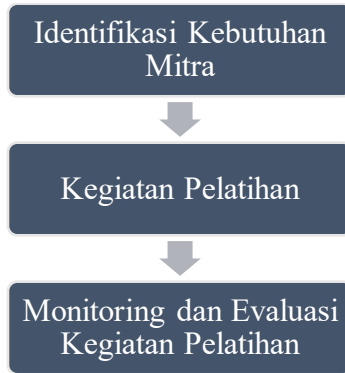 Identifikasi Kebutuhan
Mitra
Kegiatan Pelatihan
Monitoring dan Evaluasi
Kegiatan Pelatihan